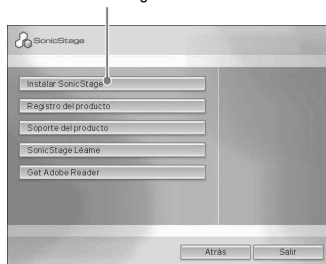 SonicStage
Instalar SonicStage
Registro del producto
Soporte del producto
SonicStage Léame
Get Adobe Reader
Atrás
Salir